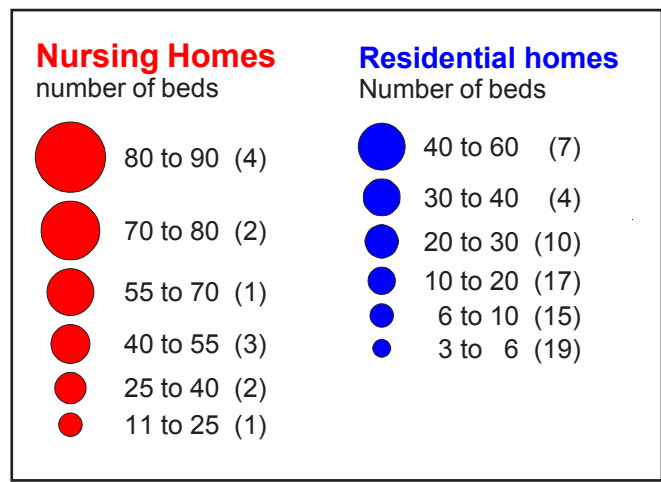 Nursing Homes
number of beds
80 to 90 (4)
70 to 80 (2)
55 to 70 (1)
40 to 55 (3)
25 to 40 (2)
11 to 25 (1)
Residential homes
Number of beds
40 to 60 (7)
30 to 40 (4)
20 to 30 (10)
10 to 20 (17)
6 to 10 (15)
3 to 6 (19)